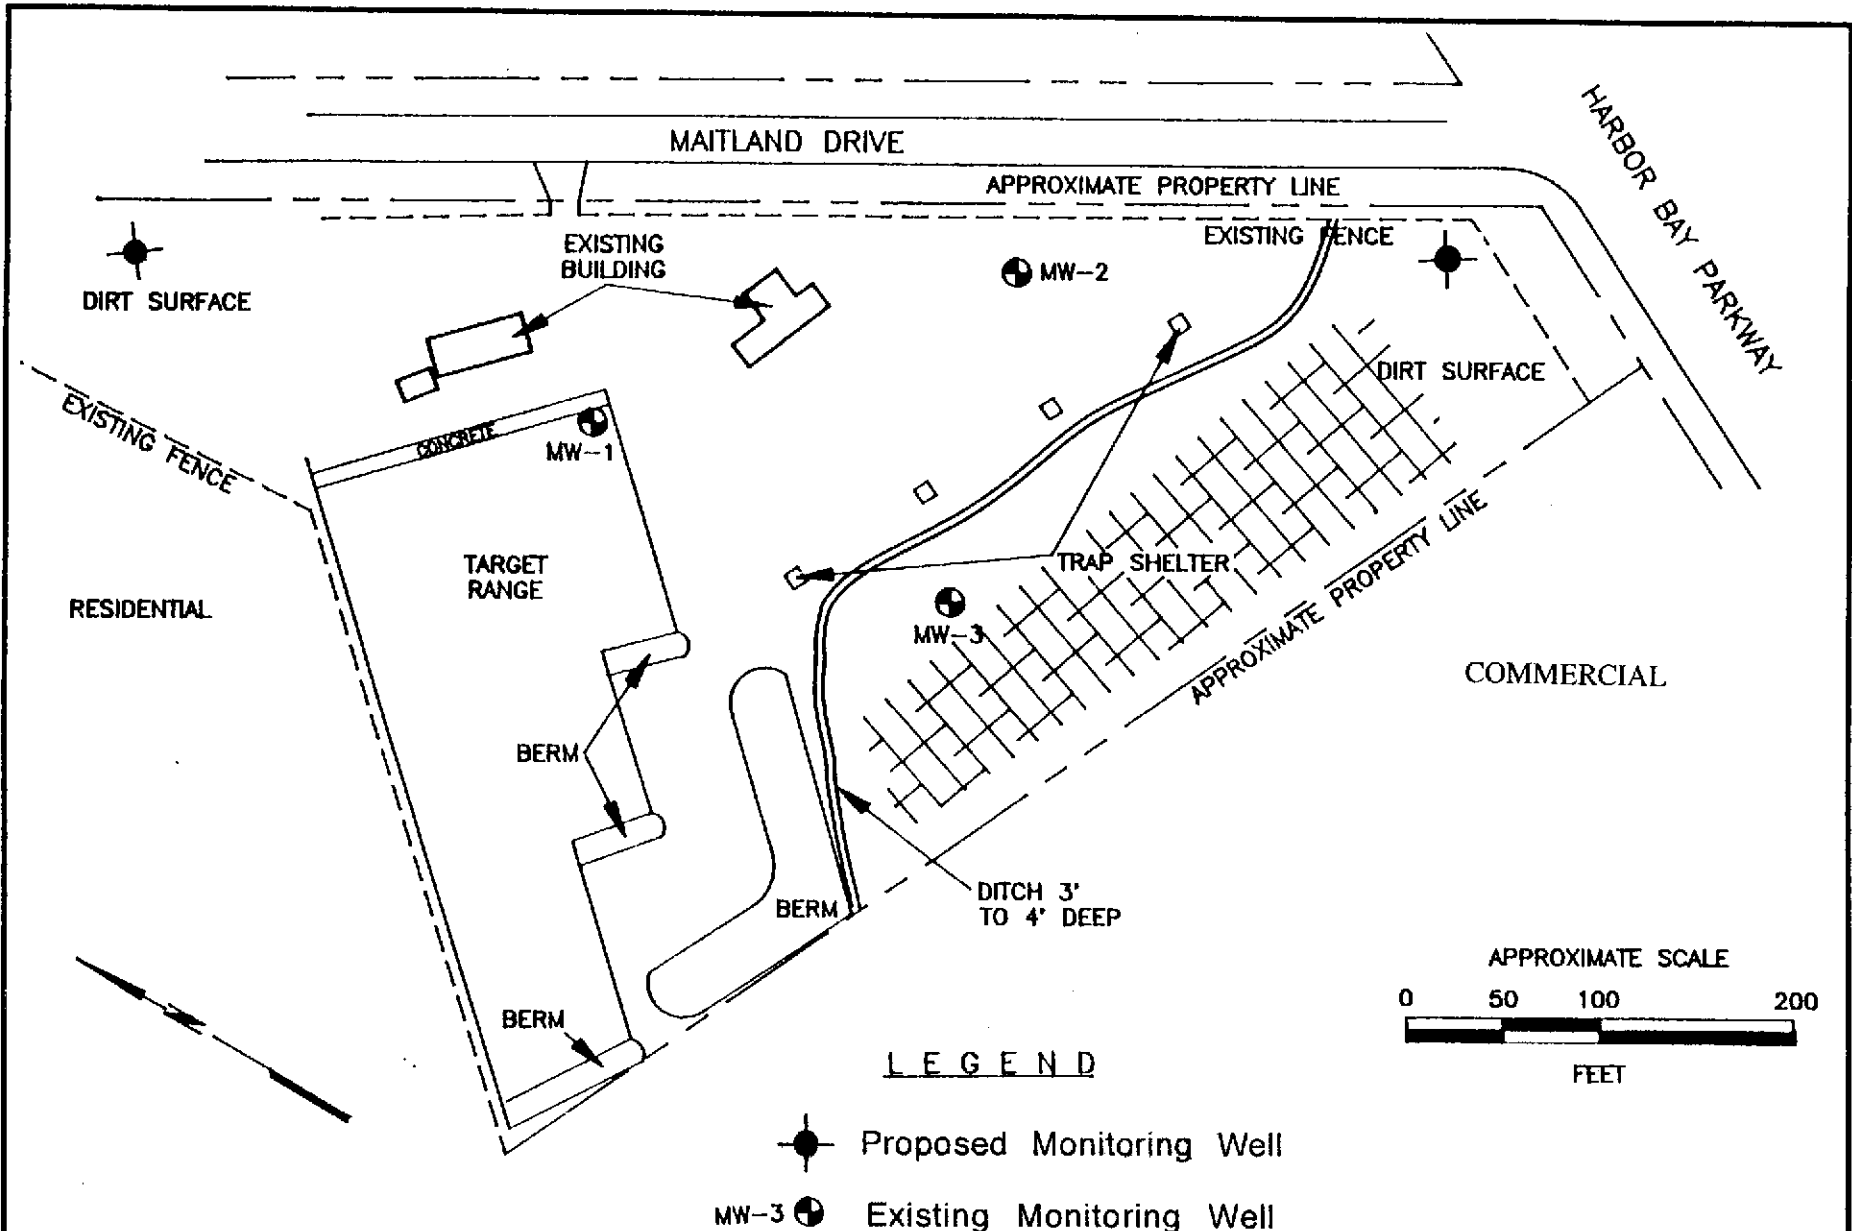 MAITLAND DRIVE
HARBOR BAY PARKWAY
APPROXIMATE PROPERTY LINE
EXISTING FENCE
EXISTING
BUILDING
MW-2
DIRT SURFACE
DIRT SURFACE
EXISTING FENCE
CONCRETE
MW-1
TARGET
RANGE
TRAP SHELTER
RESIDENTIAL
MW-3
APPROXIMATE PROPERTY LINE
COMMERCIAL
BERM
BERM
DITCH 3'
TO 4' DEEP
BERM
N
APPROXIMATE SCALE
0 50 100 200
FEET
LEGEND
Proposed Monitoring Well
MW-3 Existing Monitoring Well